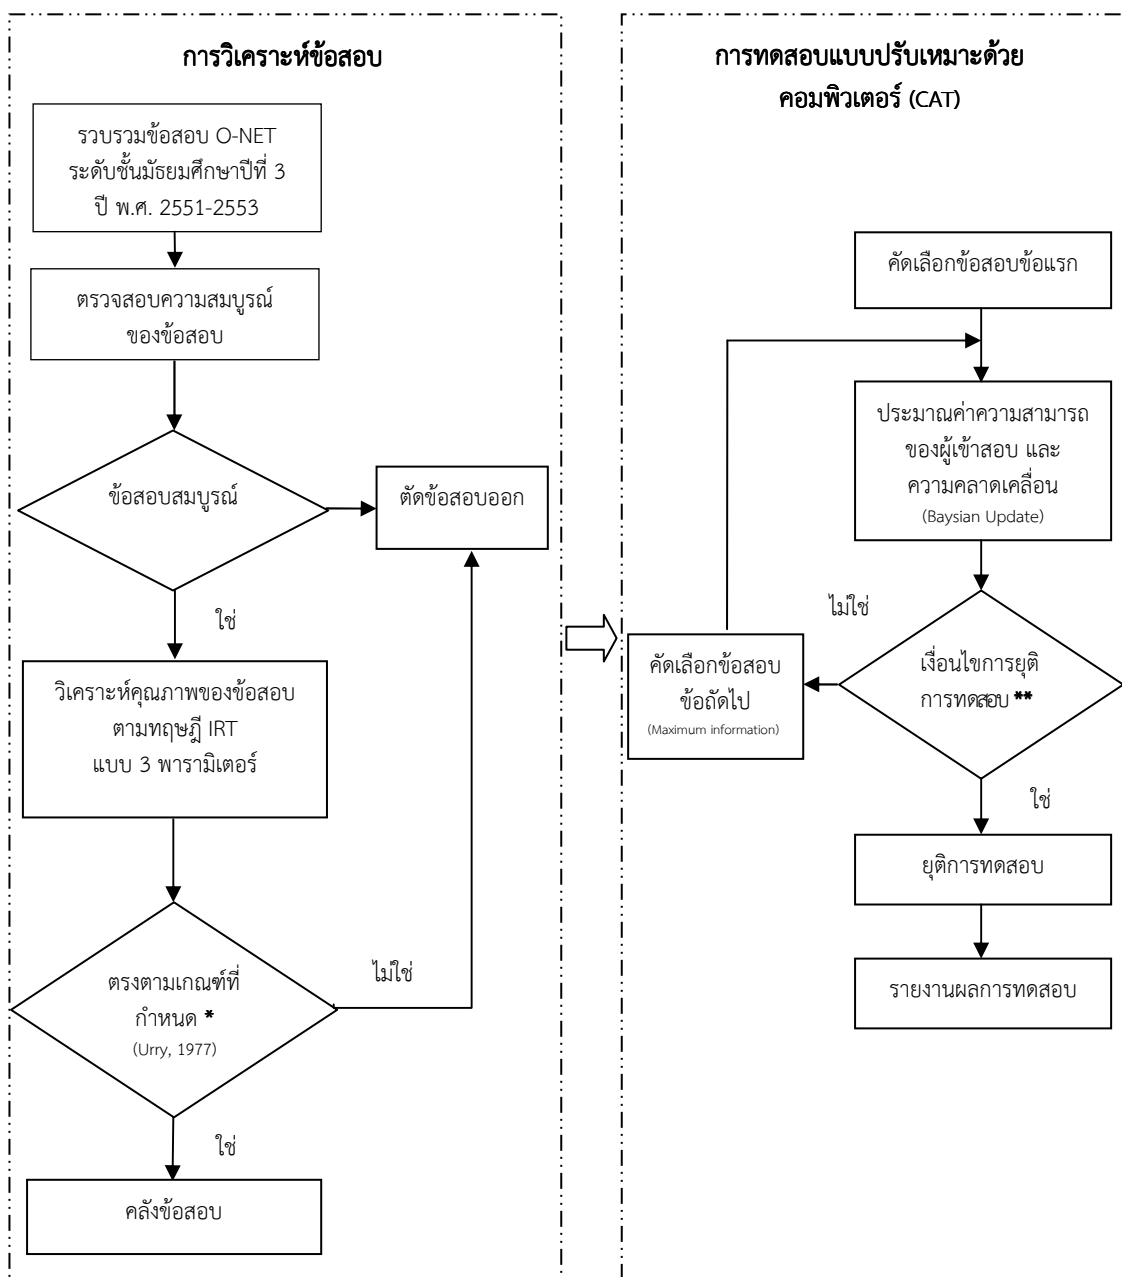 การวิเคราะห์ข้อสอบ
รวบรวมข้อสอบ O-NET
ระดับชั้นมัธยมศึกษาปีที่ 3
ปี พ.ศ. 2551-2553
ตรวจสอบความสมบูรณ์
ของข้อสอบ
ข้อสอบสมบูรณ์
ตัดข้อสอบออก
ใช่
วิเคราะห์คุณภาพของข้อสอบ
ตามทฤษฎี IRT
แบบ 3 พารามิเตอร์
ตรงตามเกณฑ์ที่
กำหนด *
(Urry, 1977)
ไม่ใช่
ใช่
คลังข้อสอบ
การทดสอบแบบปรับเหมาะด้วย
คอมพิวเตอร์ (CAT)
คัดเลือกข้อสอบข้อแรก
ประมาณค่าความสามารถ
ของผู้เข้าสอบ และ
ความคลาดเคลื่อน
(Baysian Update)
ไม่ใช่
เงื่อนไขการยุติ
การทดสอบ **
คัดเลือกข้อสอบ
ข้อถัดไป
(Maximum information)
ใช่
ยุติการทดสอบ
รายงานผลการทดสอบ